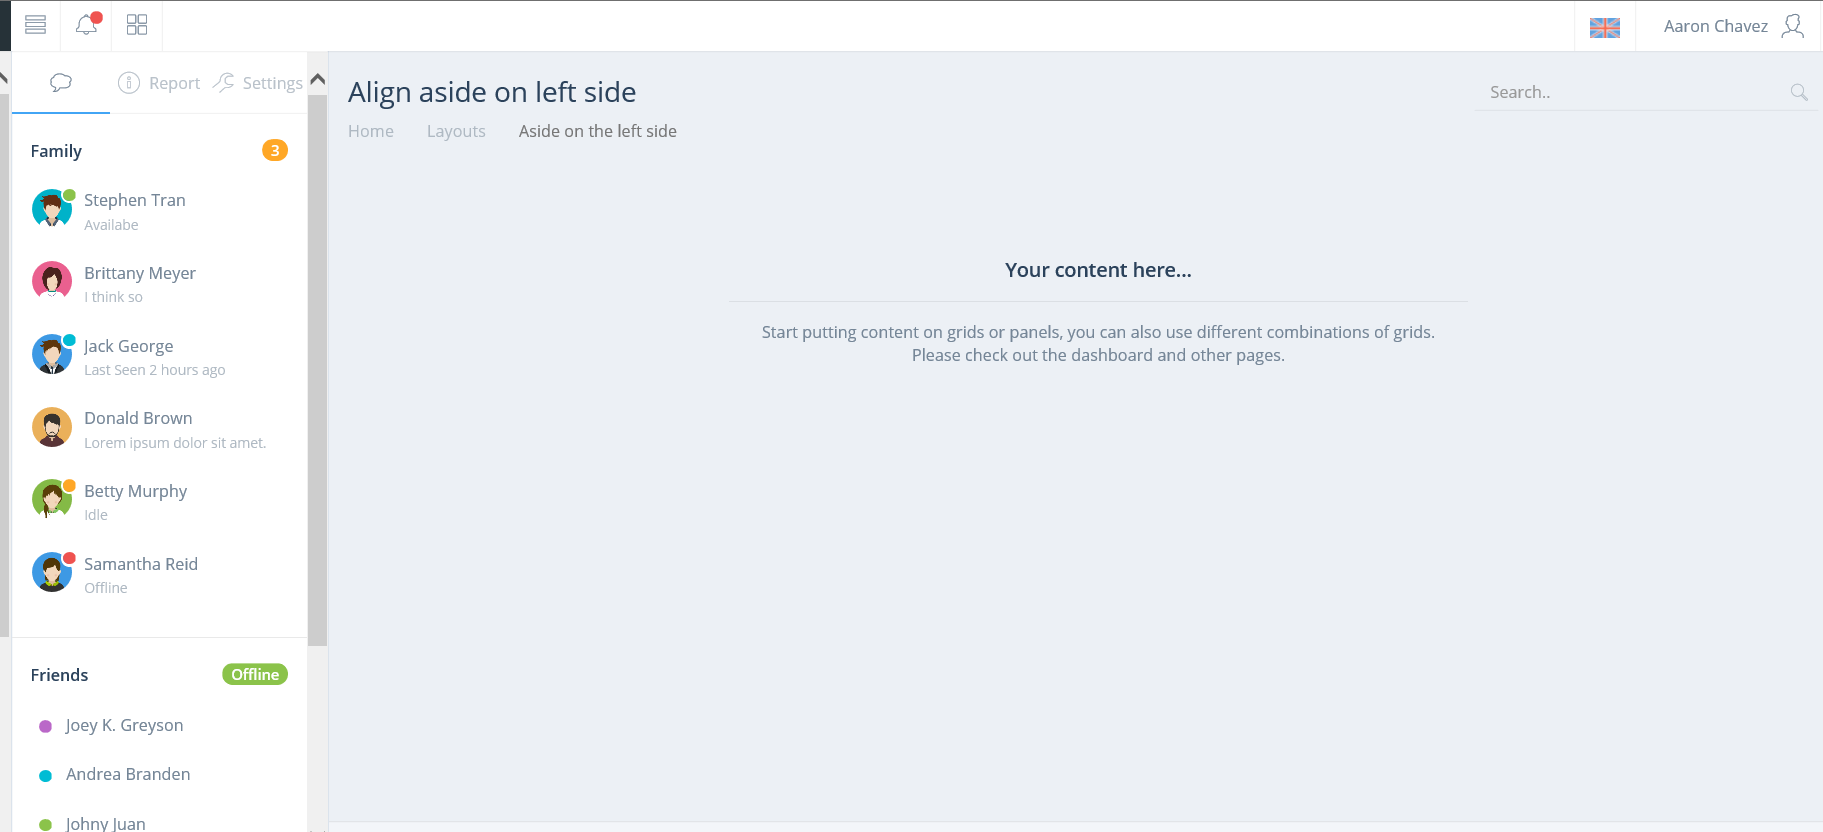 Aaron Chavez
Report
Settings
Family
3
Stephen Tran
Availabe
Brittany Meyer
I think so
Jack George
Last Seen 2 hours ago
Donald Brown
Lorem ipsum dolor sit amet.
Betty Murphy
Idle
Samantha Reid
Offline
Friends
Offline
Joey K. Greyson
Andrea Branden
Johny Juan
Align aside on left side
Search..
Home Layouts Aside on the left side
Your content here...
Start putting content on grids or panels, you can also use different combinations of grids.
Please check out the dashboard and other pages.